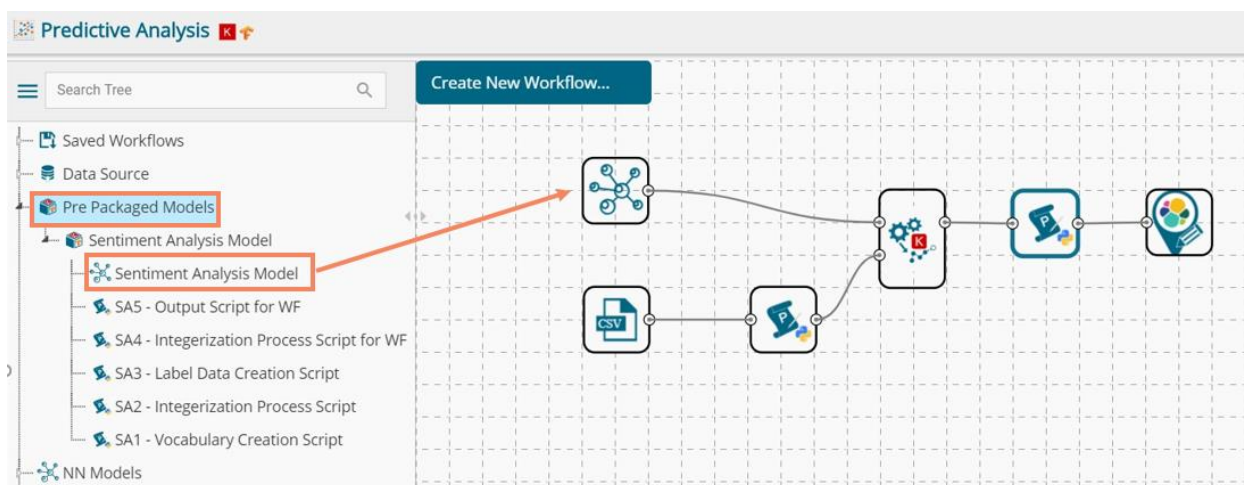 Predictive Analysis K
Search Tree
Create New Workflow...
Saved Workflows
Data Source
Pre Packaged Models
Sentiment Analysis Model
Sentiment Analysis Model
SA5 - Output Script for WF
SA4 - Integerization Process Script for WF
SA3 - Label Data Creation Script
SA2 - Integerization Process Script
SA1 - Vocabulary Creation Script
NN Models
K
P
CSV
P